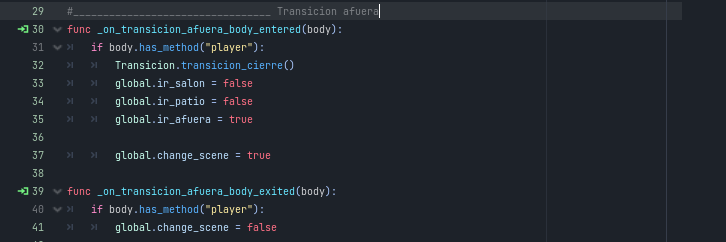 29 #_______________________________ Transicion afuera
30 func _on_transicion_afuera_body_entered(body):
31 if body.has_method("player"):
32 Transicion.transicion_cierre()
33 global.ir_salon = false
34 global.ir_patio = false
35 global.ir_afuera = true
36
37 global.change_scene = true
38
39 func _on_transicion_afuera_body_exited(body):
40 if body.has_method("player"):
41 global.change_scene = false